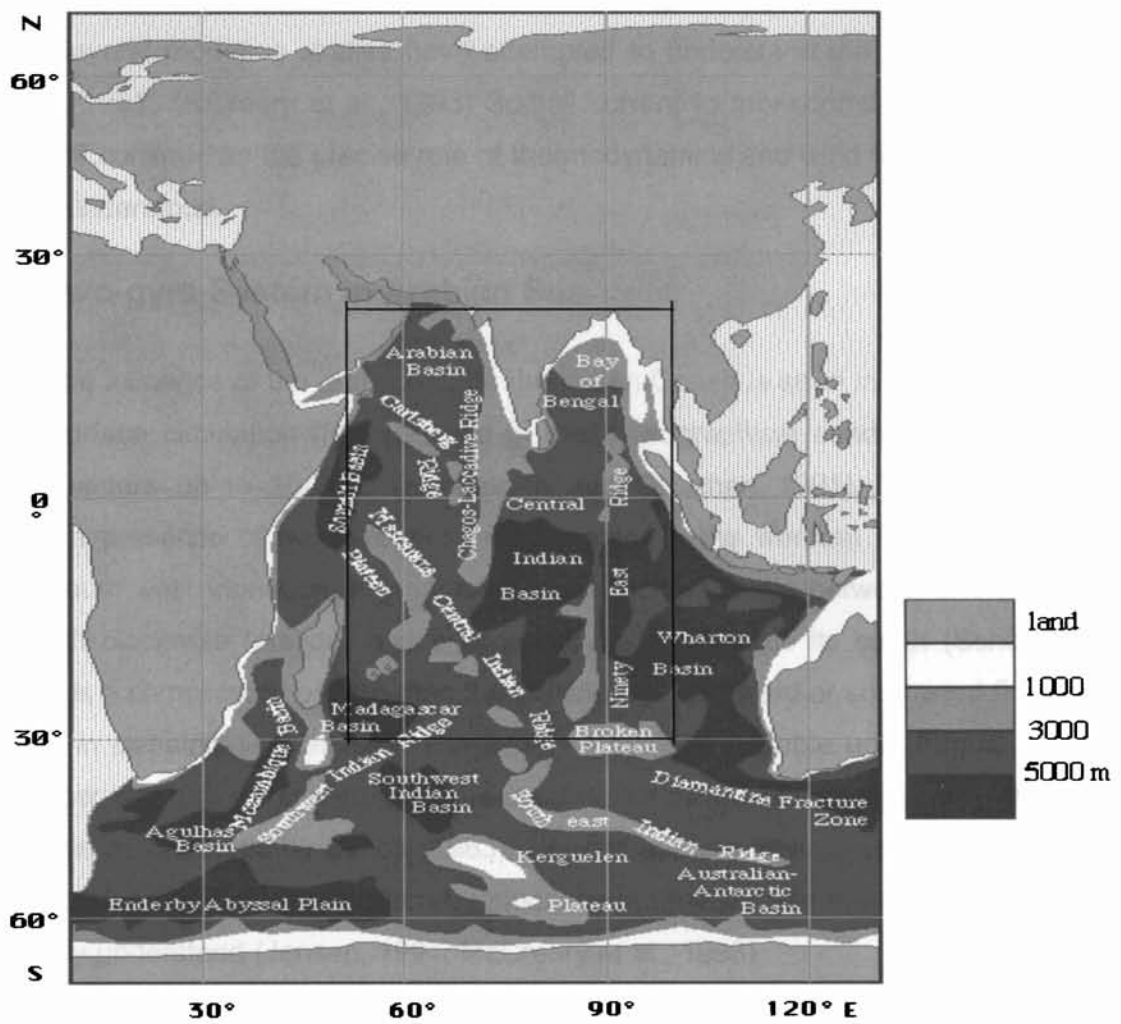 N
60°
30°
0°
30°
60°
S
30°
60°
90°
120° E
Arabian
Basin
Bay
of
Bengal
Carlsberg
Ridge
Chagos-Laccadive Ridge
Somali Basin
Mascarene
Plateau
Central
Indian
Basin
Ninety
East
Ridge
Central
Indian
Ridge
Wharton
Basin
Madagascar
Basin
Mozambique Basin
Southwest Indian Ridge
Southwest
Indian
Basin
Broken
Plateau
Diamantina Fracture
Zone
South east
Indian Ridge
Agulhas
Basin
Kerguelen
Plateau
Australian-
Antarctic
Basin
Enderby Abyssal Plain
land
1000
3000
5000 m